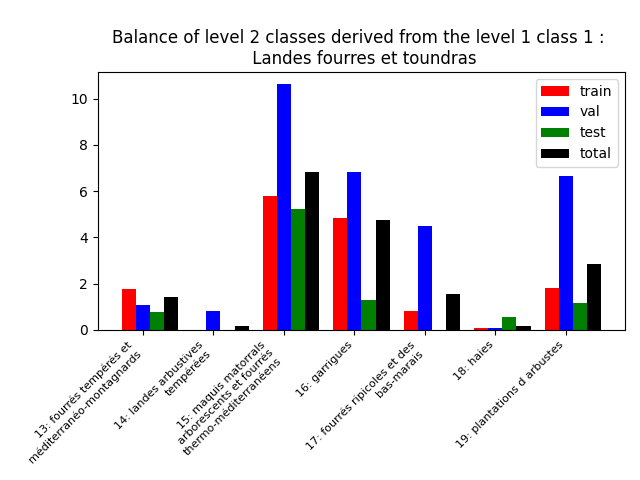 Balance of level 2 classes derived from the level 1 class 1 :
Landes fourres et toundras
10
8
6
4
2
0
train
val
test
total
13: fourrés tempérés et
méditerranéo-montagnards
14: landes arbustives
tempérées
15: maquis matorrals
arborescents et fourrés
thermo-méditerranéens
16: garrigues
17: fourrés ripicoles et des
bas-marais
18: haies
19: plantations d arbustes